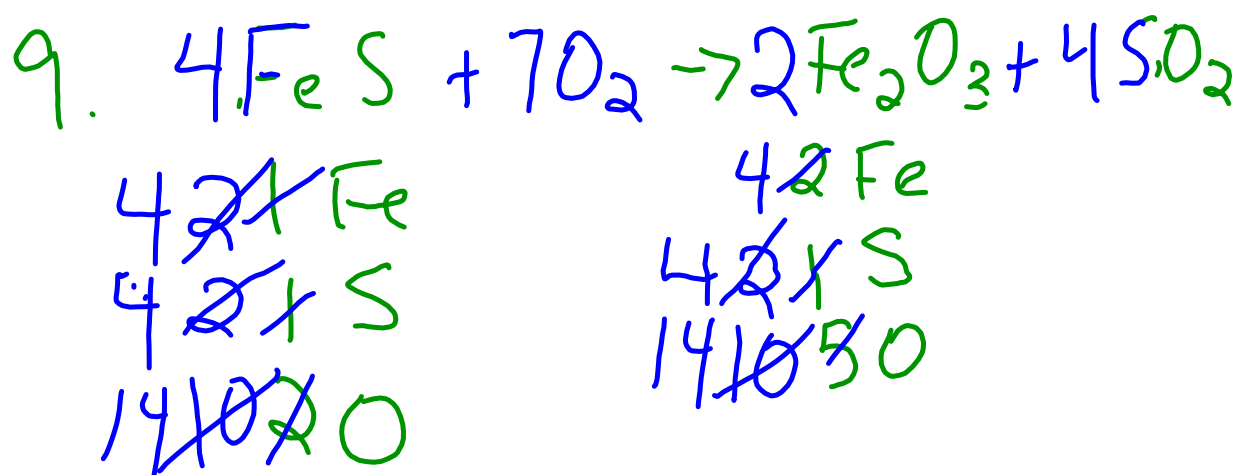 9. 4FeS + 7O₂ → 2Fe₂O₃ + 4SO₂
4 2 1 Fe 4 2 Fe
4 2 1 S 4 2 1 S
14 10 2 O 14 10 5 O